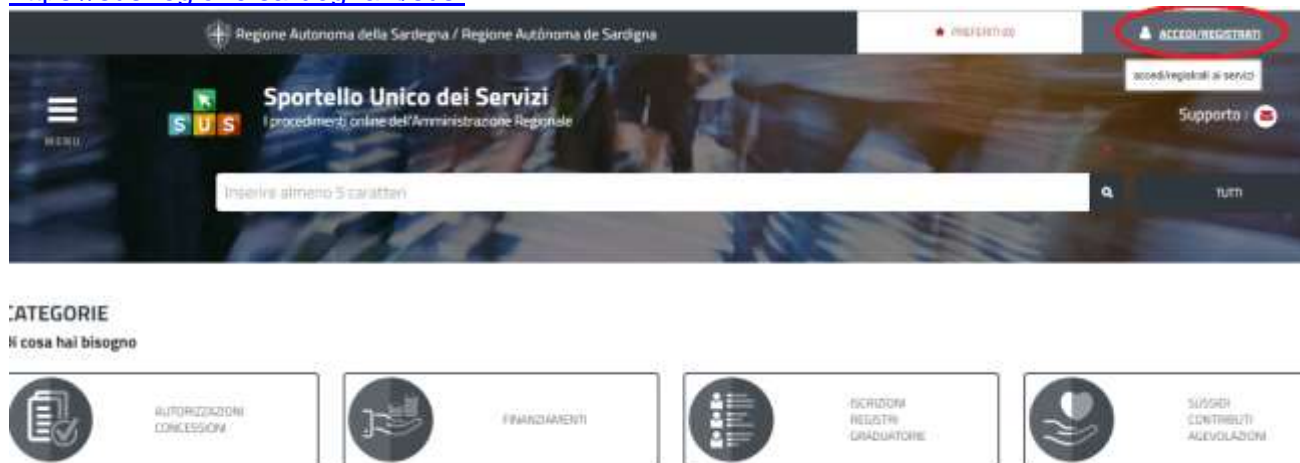 Regione Autonoma della Sardegna / Regione Autònoma de Sardigna
PREFERITI (0)
ACCEDI/REGISTRATI
accedi/registrati ai servizi
MENU
SUS
Sportello Unico dei Servizi
I procedimenti online dell'Amministrazione Regionale
Supporto
Inserire almeno 5 caratteri
TUTTI
CATEGORIE
di cosa hai bisogno
AUTORIZZAZIONI
CONCESSIONI
FINANZIAMENTI
ISCRIZIONI
REGISTRI
GRADUATORIE
SUSSIDI
CONTRIBUTI
AGEVOLAZIONI